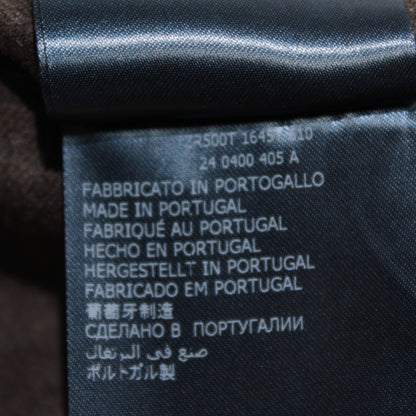 24 0400 405 A
FABBRICATO IN PORTOGALLO
MADE IN PORTUGAL
FABRIQUÉ AU PORTUGAL
HECHO EN PORTUGAL
HERGESTELLT IN PORTUGAL
FABRICADO EM PORTUGAL
葡萄牙制造
СДЕЛАНО В ПОРТУГАЛИИ
صنع في البرتغال
ポルトガル製